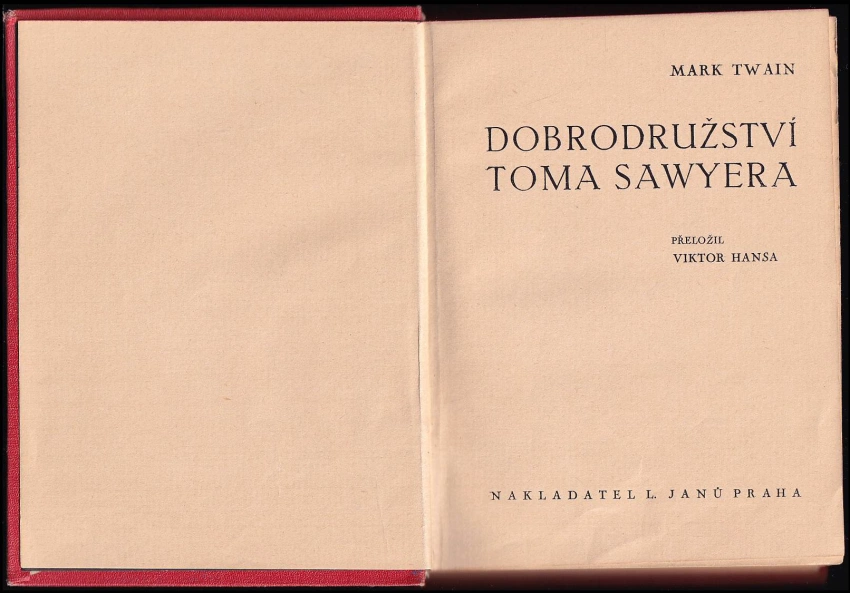 MARK TWAIN
DOBRODRUŽSTVÍ
TOMA SAWYERA
PŘELOŽIL
VIKTOR HANSA
NAKLADATEL L. JANŮ PRAHA